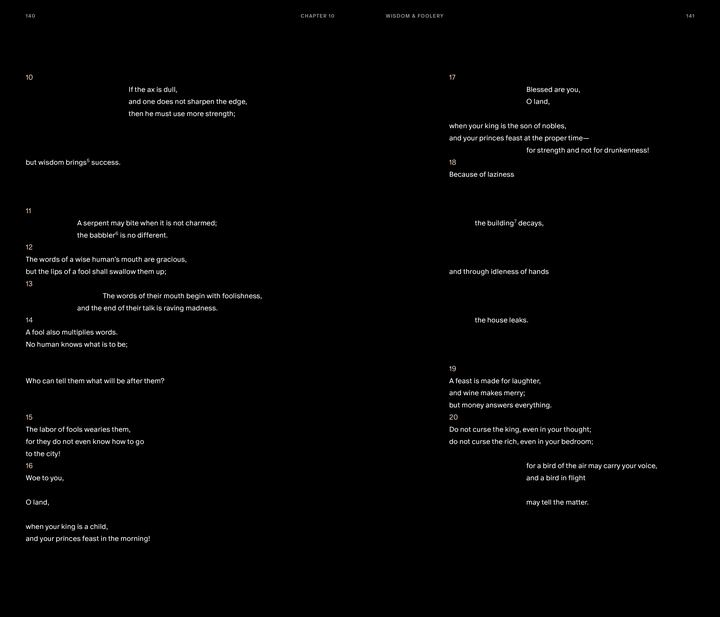 140
CHAPTER 10
10
If the ax is dull,
and one does not sharpen the edge,
then he must use more strength;
but wisdom brings⁵ success.
11
A serpent may bite when it is not charmed;
the babbler⁶ is no different.
12
The words of a wise human's mouth are gracious,
but the lips of a fool shall swallow them up;
13
The words of their mouth begin with foolishness,
and the end of their talk is raving madness.
14
A fool also multiplies words.
No human knows what is to be;
Who can tell them what will be after them?
15
The labor of fools wearies them,
for they do not even know how to go
to the city!
16
Woe to you,
O land,
when your king is a child,
and your princes feast in the morning!
WISDOM & FOOLERY
141
17
Blessed are you,
O land,
when your king is the son of nobles,
and your princes feast at the proper time—
for strength and not for drunkenness!
18
Because of laziness
the building⁷ decays,
and through idleness of hands
the house leaks.
19
A feast is made for laughter,
and wine makes merry;
but money answers everything.
20
Do not curse the king, even in your thought;
do not curse the rich, even in your bedroom;
for a bird of the air may carry your voice,
and a bird in flight
may tell the matter.